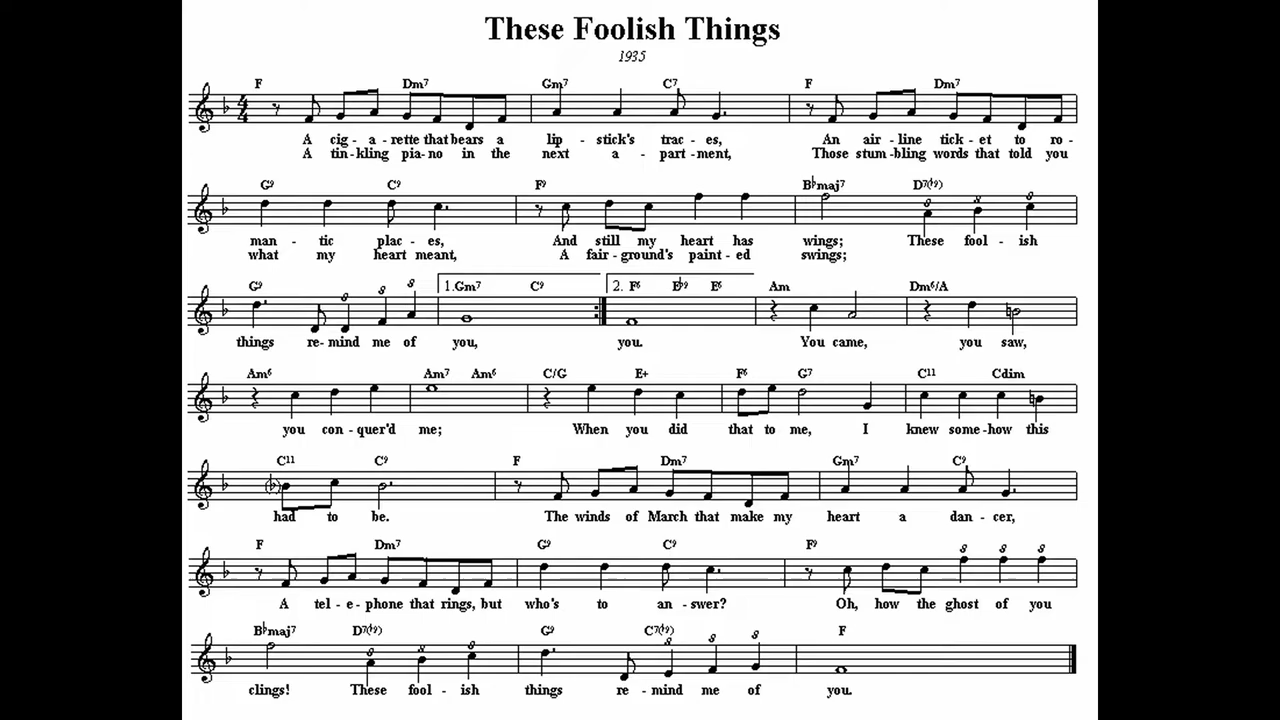 These Foolish Things
1935
F Dm7 Gm7 C7 F Dm7
A cig - a - rette that bears a lip - stick's trac - es, An air - line tick - et to ro -
A tin - kling pia - no in the next a - part - ment, Those stum - bling words that told you
G9 C9 F9 B♭maj7 D7(♭9)
man - tic plac - es, And still my heart has wings; These fool - ish
what my heart meant, A fair - ground's paint - ed swings;
G9 1. Gm7 C9 2. F6 E♭9 E6 Am Dm6/A
things re - mind me of you, you. You came, you saw,
Am6 Am7 Am6 C/G E+ F6 G7 C11 Cdim
you con - quer'd me; When you did that to me, I knew some - how this
C11 C9 F Dm7 Gm7 C9
had to be. The winds of March that make my heart a dan - cer,
F Dm7 G9 C9 F9
A tel - e - phone that rings, but who's to an - swer? Oh, how the ghost of you
B♭maj7 D7(♭9) G9 C7(♭9) F
clings! These fool - ish things re - mind me of you.